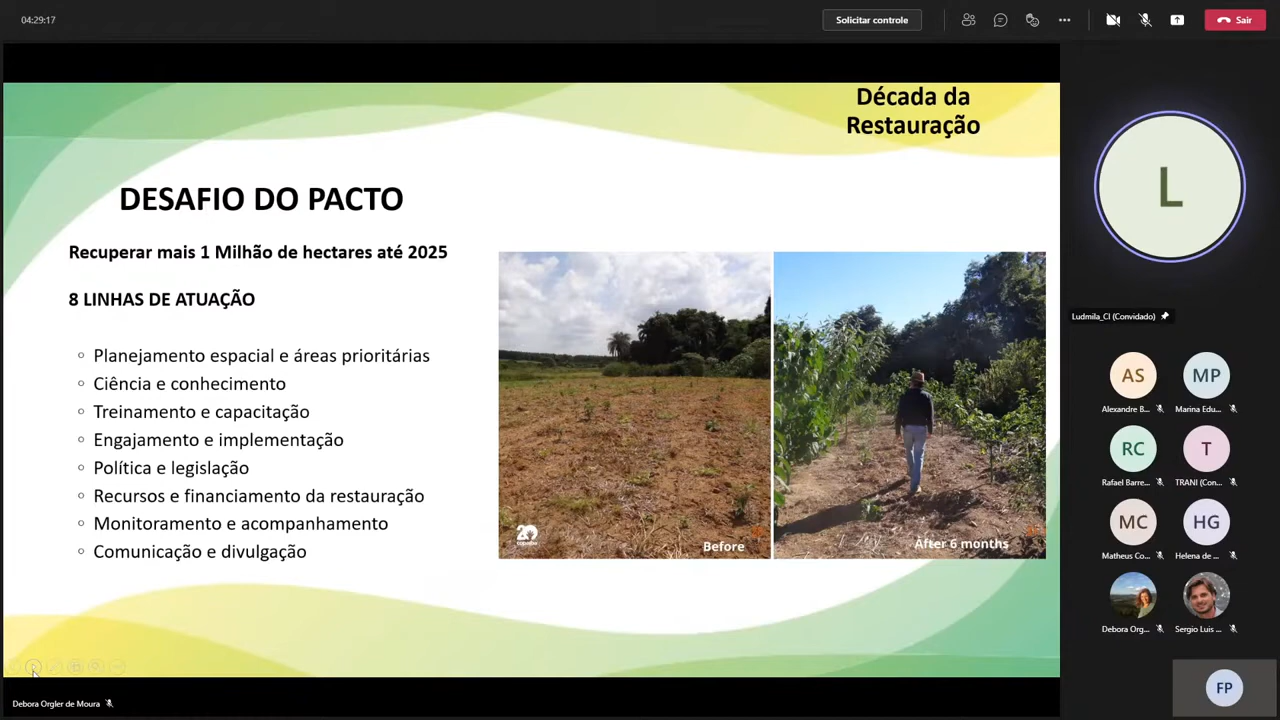 04:29:17
Solicitar controle
Sair
Década da
Restauração
DESAFIO DO PACTO
Recuperar mais 1 Milhão de hectares até 2025
8 LINHAS DE ATUAÇÃO
Planejamento espacial e áreas prioritárias
Ciência e conhecimento
Treinamento e capacitação
Engajamento e implementação
Política e legislação
Recursos e financiamento da restauração
Monitoramento e acompanhamento
Comunicação e divulgação
Before
After 6 months
L
Ludmila_CI (Convidado)
AS
MP
Alexandre B...
Marina Edu...
RC
T
Rafael Barre...
TRANI (Con...
MC
HG
Matheus Co...
Helena de ...
Debora Org...
Sergio Luis ...
FP
Debora Orgler de Moura